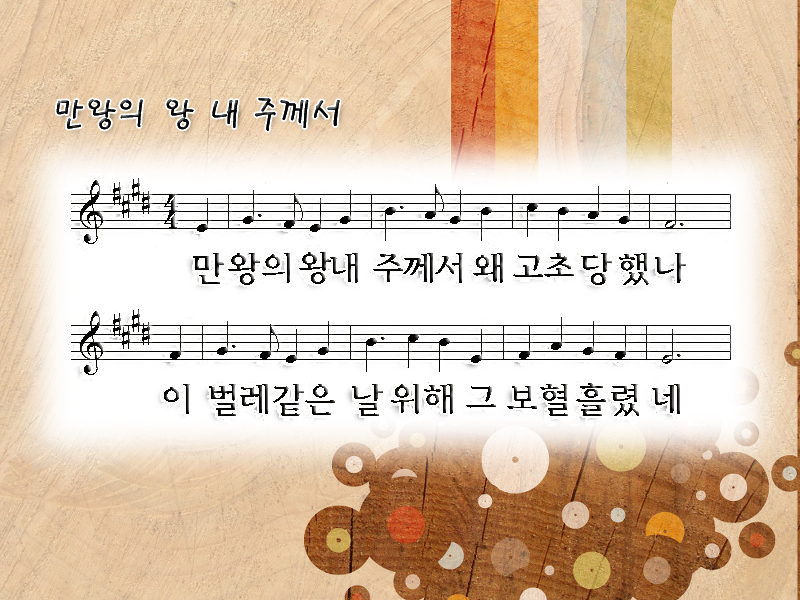 만왕의 왕 내 주께서
만왕의왕내 주께서 왜 고초당했나
이 벌레같은 날위해 그 보혈흘렸 네